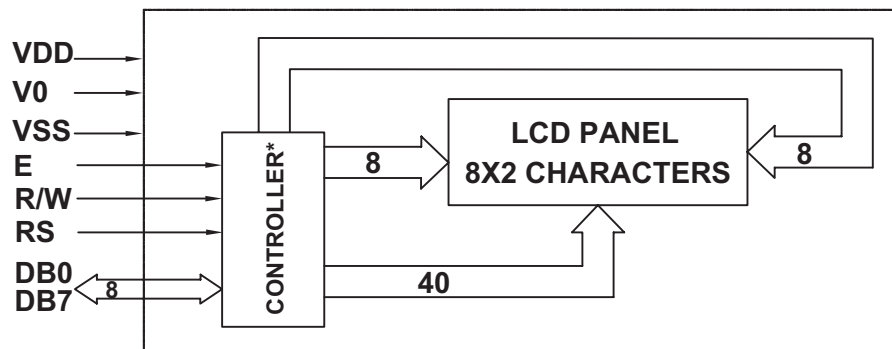 VDD
V0
VSS
E
R/W
RS
DB0
DB7
8
CONTROLLER*
8
LCD PANEL
8X2 CHARACTERS
8
40